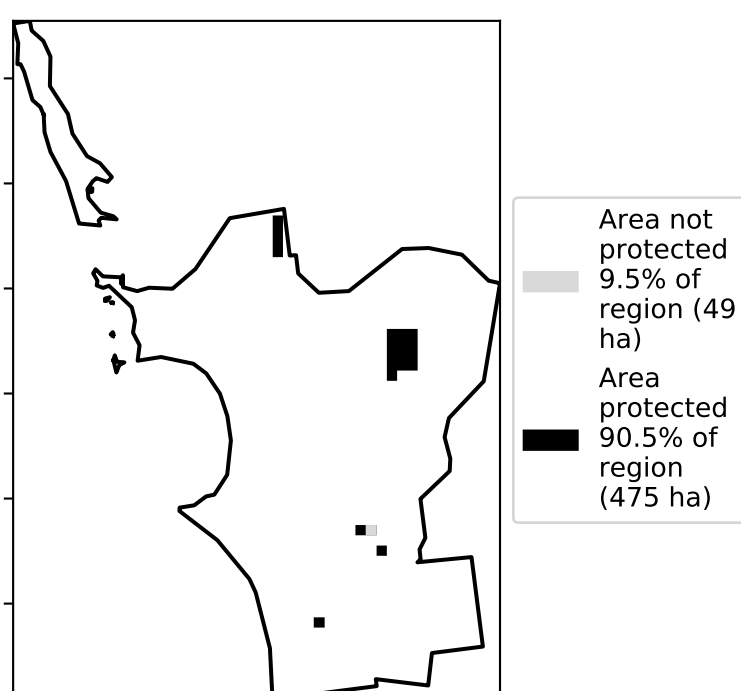 Area not
protected
9.5% of
region (49
ha)
Area
protected
90.5% of
region
(475 ha)